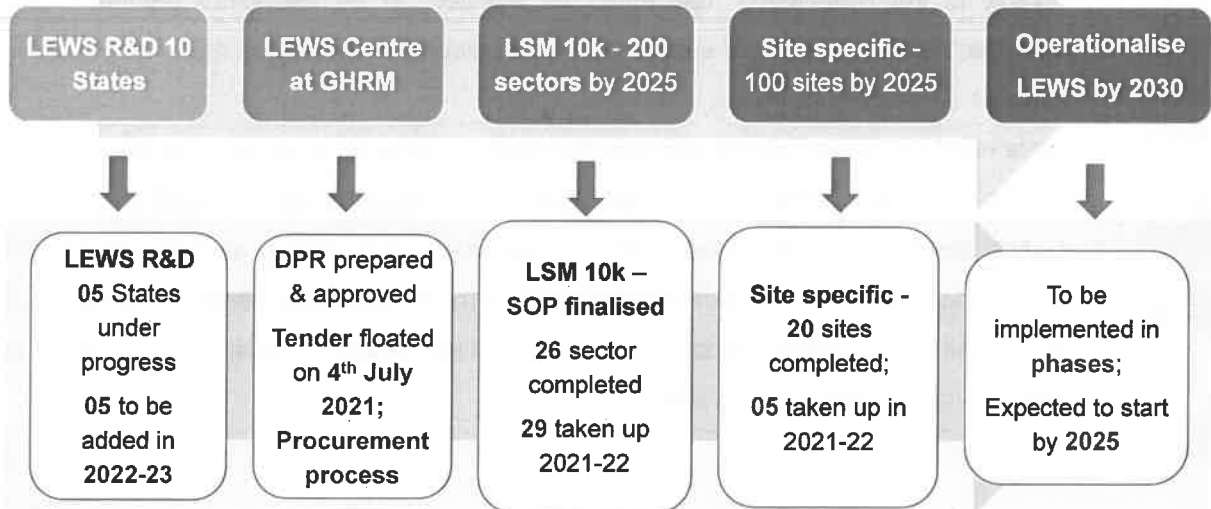 LEWS R&D 10
States
LEWS Centre
at GHRM
LSM 10k - 200
sectors by 2025
Site specific -
100 sites by 2025
Operationalise
LEWS by 2030
LEWS R&D
05 States
under
progress
05 to be
added in
2022-23
DPR prepared
& approved
Tender floated
on 4th July
2021;
Procurement
process
LSM 10k –
SOP finalised
26 sector
completed
29 taken up
2021-22
Site specific -
20 sites
completed;
05 taken up in
2021-22
To be
implemented in
phases;
Expected to start
by 2025